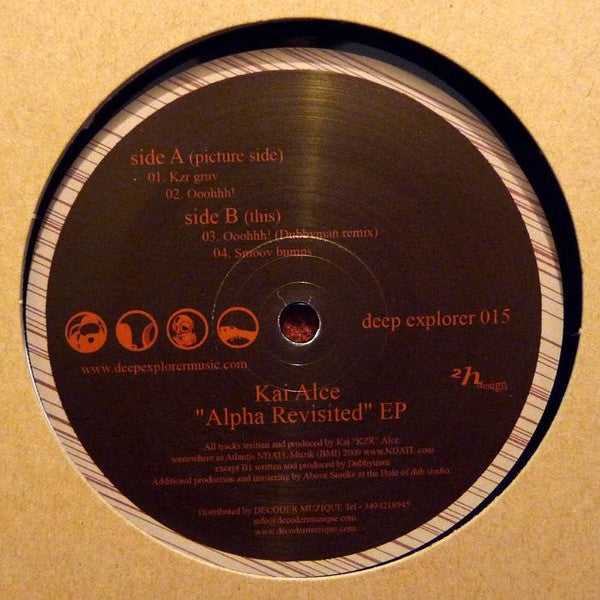 side A (picture side)
01. Kzr gruv
02. Ooohhh!
side B (this)
03. Ooohhh! (Dubbyman remix)
04. Smoov bumps
deep explorer 015
www.deepexplorermusic.com
2h design
Kai Alce
"Alpha Revisited" EP
All tracks written and produced by Kai "KZR" Alce
somewhere in Atlantis NDATL Muzik (BMI) 2009 www.NDATL.com
except B1 written and produced by Dubbyman.
Additional production and mastering by Above Smoke at the Hole of dub studio.
Distributed by DECODER MUZIQUE Tel - 3493218945
info@decodermuzique.com
www.decodermuzique.com